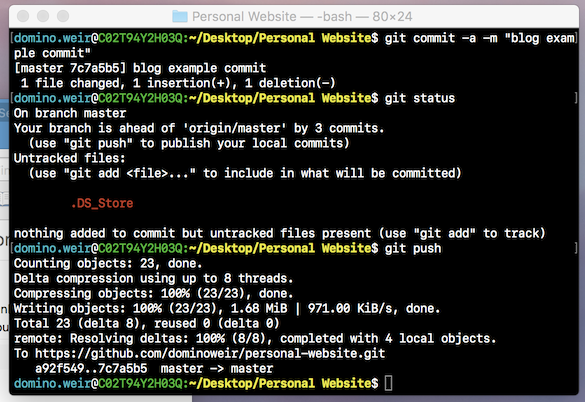 Personal Website — -bash — 80×24
[domino.weir@C02T94Y2H03Q:~/Desktop/Personal Website$ git commit -a -m "blog exam]
ple commit"
[master 7c7a5b5] blog example commit
 1 file changed, 1 insertion(+), 1 deletion(-)
[domino.weir@C02T94Y2H03Q:~/Desktop/Personal Website$ git status ]
On branch master
Your branch is ahead of 'origin/master' by 3 commits.
  (use "git push" to publish your local commits)
Untracked files:
  (use "git add <file>..." to include in what will be committed)
.DS_Store
nothing added to commit but untracked files present (use "git add" to track)
[domino.weir@C02T94Y2H03Q:~/Desktop/Personal Website$ git push ]
Counting objects: 23, done.
Delta compression using up to 8 threads.
Compressing objects: 100% (23/23), done.
Writing objects: 100% (23/23), 1.68 MiB | 971.00 KiB/s, done.
Total 23 (delta 8), reused 0 (delta 0)
remote: Resolving deltas: 100% (8/8), completed with 4 local objects.
To https://github.com/dominoweir/personal-website.git
   a92f549..7c7a5b5  master -> master
domino.weir@C02T94Y2H03Q:~/Desktop/Personal Website$